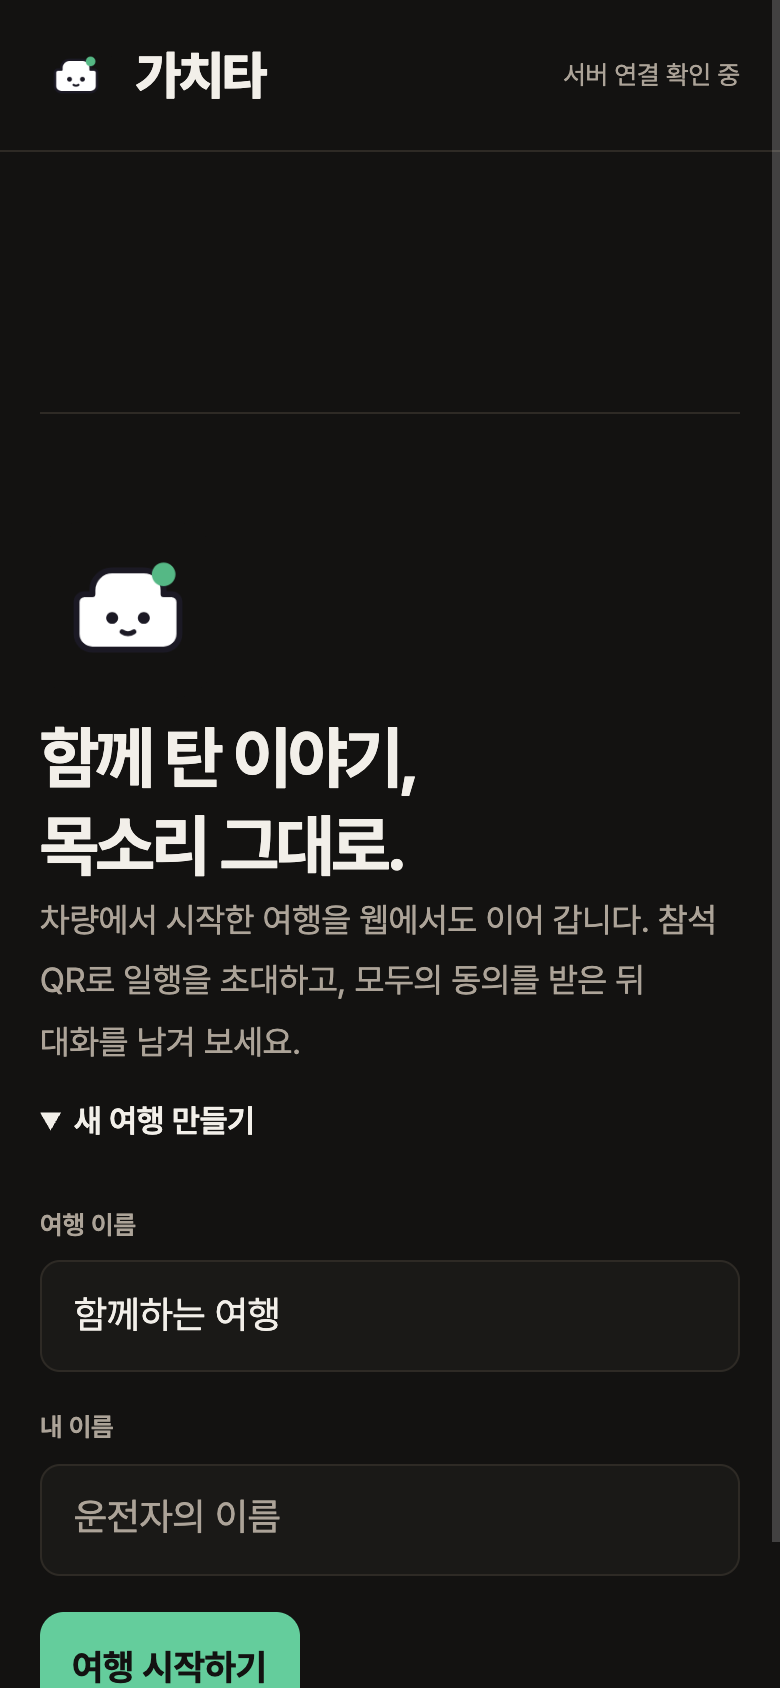 가치타
서버 연결 확인 중
함께 탄 이야기,
목소리 그대로.
차량에서 시작한 여행을 웹에서도 이어 갑니다. 참석
QR로 일행을 초대하고, 모두의 동의를 받은 뒤
대화를 남겨 보세요.
▼ 새 여행 만들기
여행 이름
함께하는 여행
내 이름
운전자의 이름
여행 시작하기